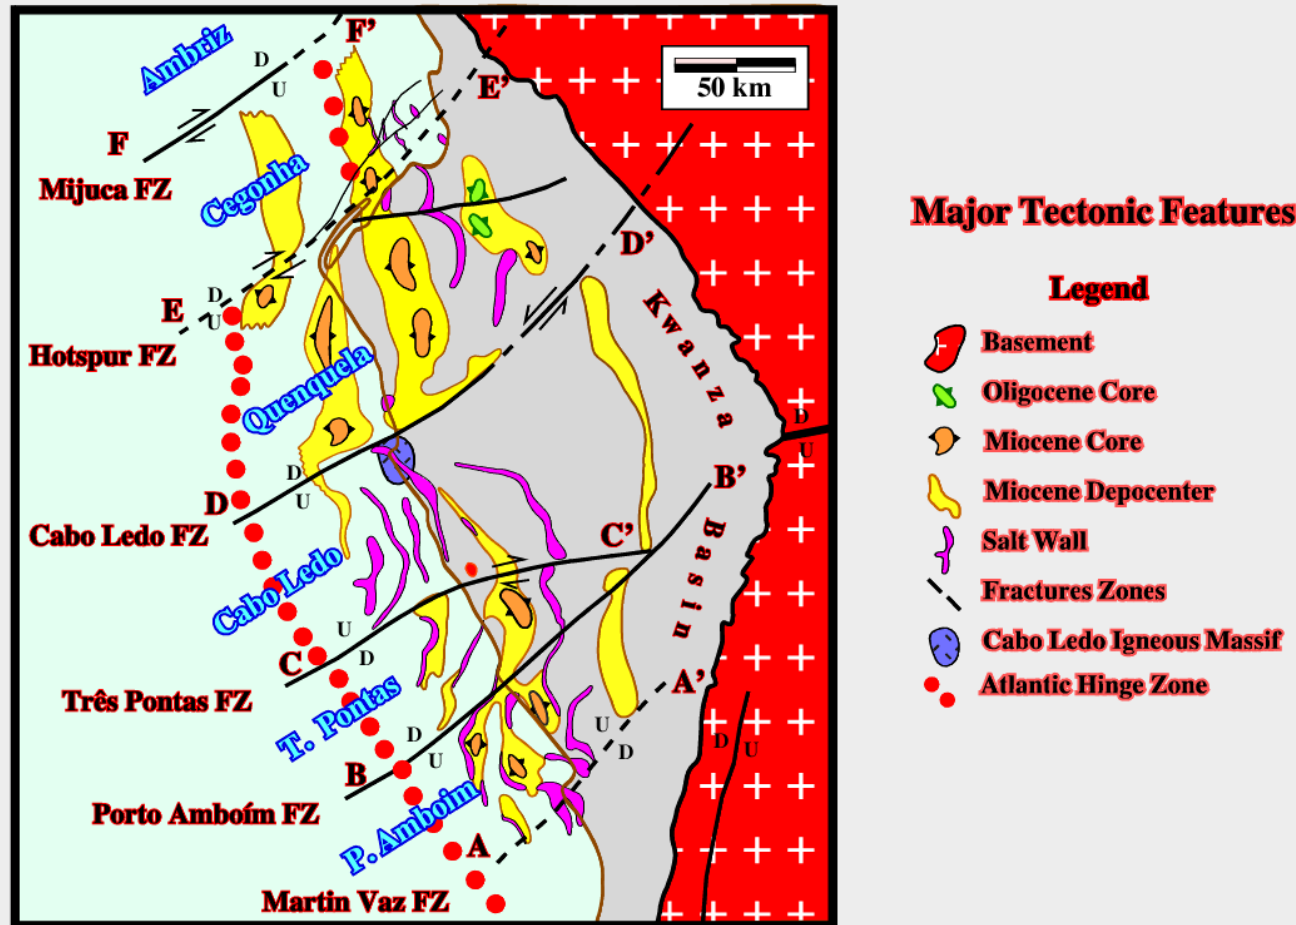 F'
Ambriz
D
U
E'
50 km
F
Mijuca FZ
Cegonha
D'
E
D
U
Hotspur FZ
Quenquela
Kwanza
Basin
D
U
D
U
D
Cabo Ledo FZ
B'
C'
Cabo Ledo
U
D
C
Três Pontas FZ
T. Pontas
A'
U
D
D
U
D
U
B
Porto Amboím FZ
P. Amboim
A
Martin Vaz FZ
Major Tectonic Features
Legend
Basement
Oligocene Core
Miocene Core
Miocene Depocenter
Salt Wall
Fractures Zones
Cabo Ledo Igneous Massif
Atlantic Hinge Zone